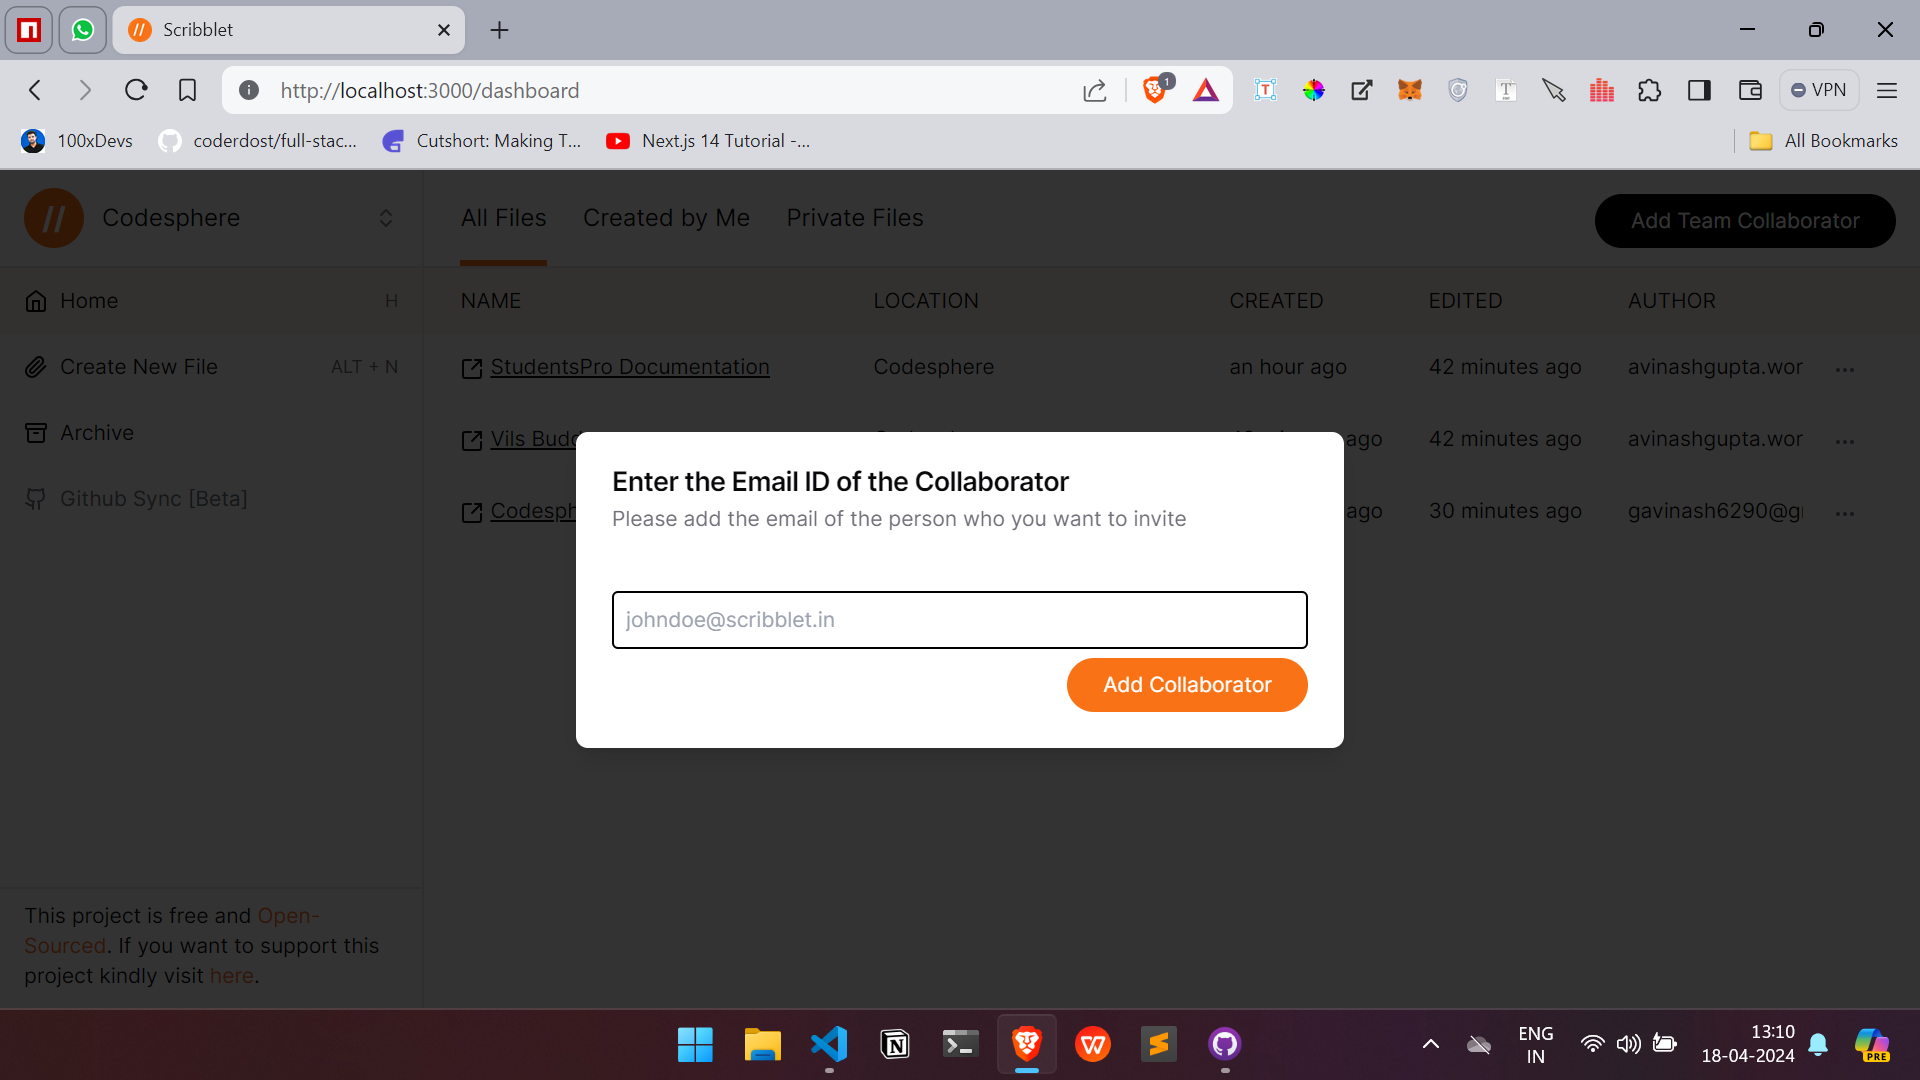 Scribblet
http://localhost:3000/dashboard
1
VPN
100xDevs
coderdost/full-stac...
Cutshort: Making T...
Next.js 14 Tutorial -...
All Bookmarks
Codesphere
All Files
Created by Me
Private Files
Add Team Collaborator
Home H
Create New File ALT + N
Archive
Github Sync [Beta]
NAME LOCATION CREATED EDITED AUTHOR
StudentsPro Documentation Codesphere an hour ago 42 minutes ago avinashgupta.wor ...
Vils Budd ago 42 minutes ago avinashgupta.wor ...
Codesph ago 30 minutes ago gavinash6290@g ...
Enter the Email ID of the Collaborator
Please add the email of the person who you want to invite
johndoe@scribblet.in
Add Collaborator
This project is free and Open-
Sourced. If you want to support this
project kindly visit here.
ENG
IN
13:10
18-04-2024
PRE